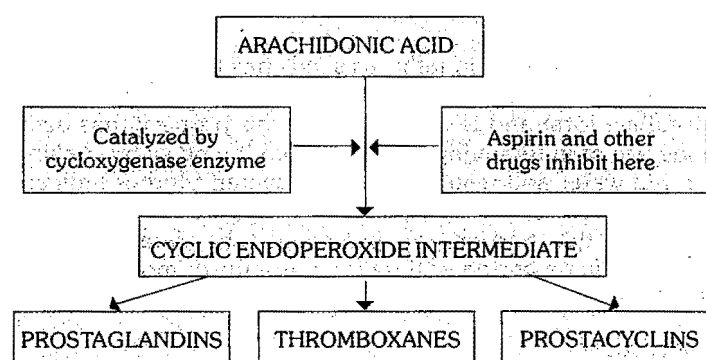 ARACHIDONIC ACID
Catalyzed by
cycloxygenase enzyme
Aspirin and other
drugs inhibit here
CYCLIC ENDOPEROXIDE INTERMEDIATE
PROSTAGLANDINS
THROMBOXANES
PROSTACYCLINS